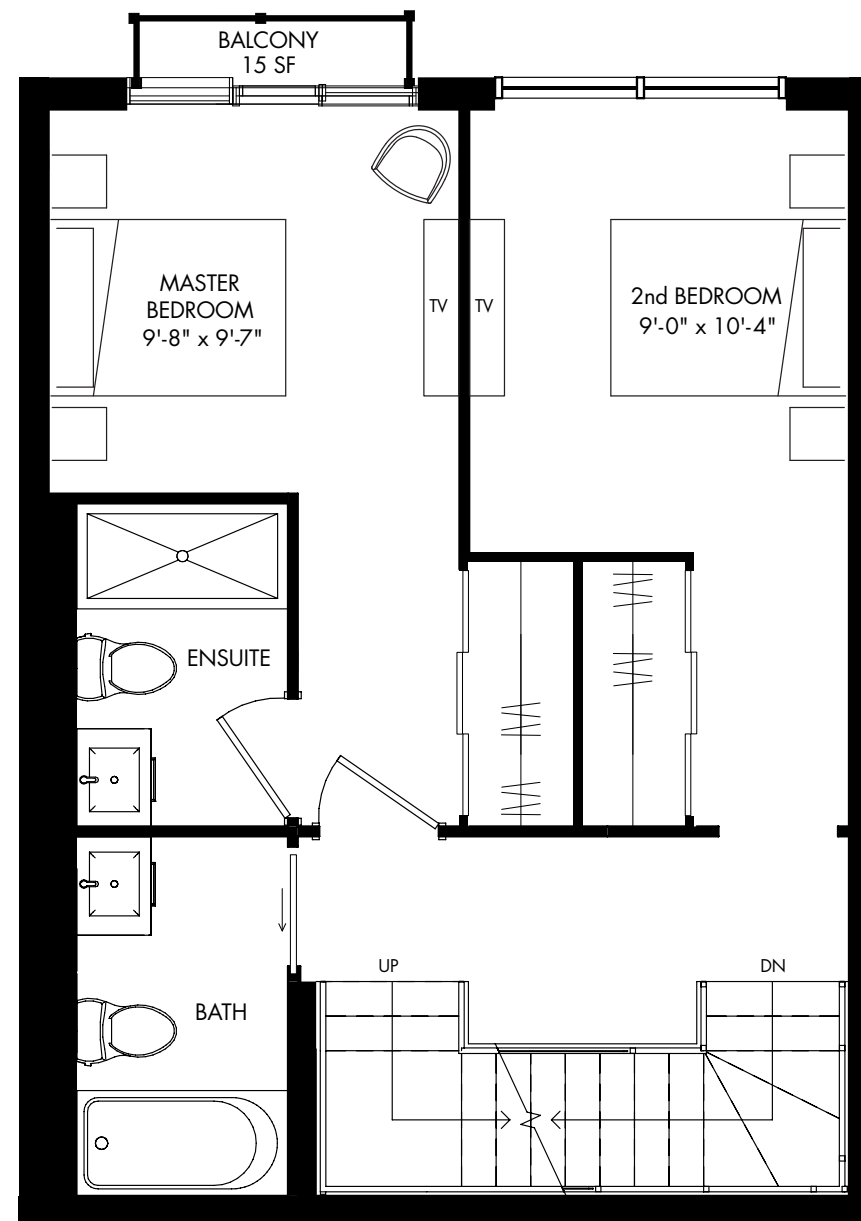 BALCONY
15 SF
MASTER
BEDROOM
9'-8" x 9'-7"
TV
TV
2nd BEDROOM
9'-0" x 10'-4"
ENSUITE
BATH
UP
DN